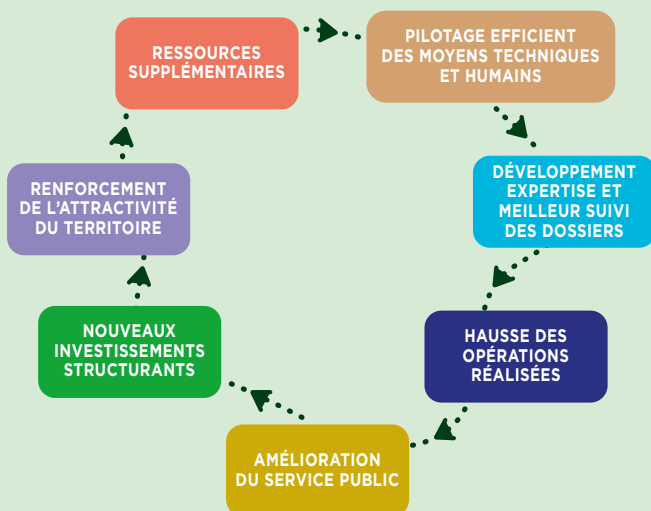 RESSOURCES
SUPPLÉMENTAIRES
PILOTAGE EFFICIENT
DES MOYENS TECHNIQUES
ET HUMAINS
DÉVELOPPEMENT
EXPERTISE ET
MEILLEUR SUIVI
DES DOSSIERS
HAUSSE DES
OPÉRATIONS
RÉALISÉES
AMÉLIORATION
DU SERVICE PUBLIC
NOUVEAUX
INVESTISSEMENTS
STRUCTURANTS
RENFORCEMENT
DE L’ATTRACTIVITÉ
DU TERRITOIRE